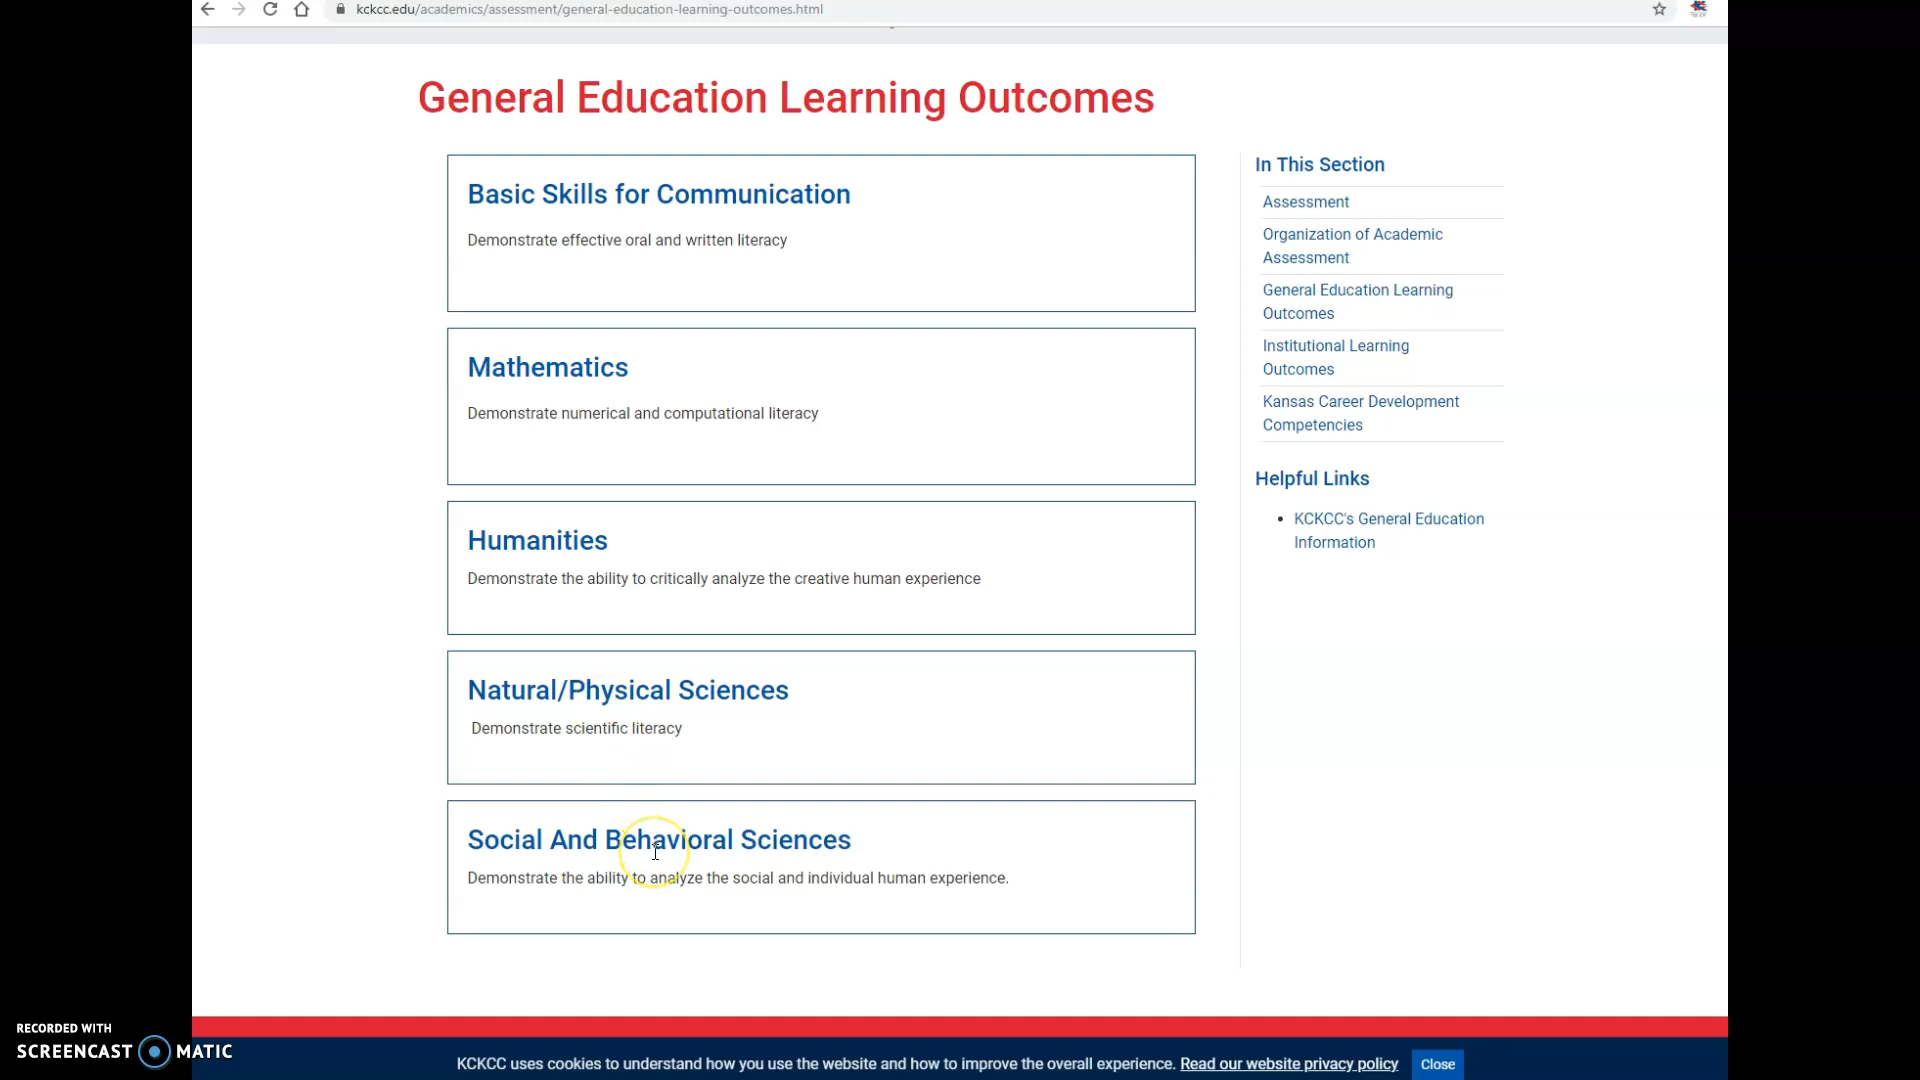 kckcc.edu/academics/assessment/general-education-learning-outcomes.html
General Education Learning Outcomes
Basic Skills for Communication
Demonstrate effective oral and written literacy
Mathematics
Demonstrate numerical and computational literacy
Humanities
Demonstrate the ability to critically analyze the creative human experience
Natural/Physical Sciences
Demonstrate scientific literacy
Social And Behavioral Sciences
Demonstrate the ability to analyze the social and individual human experience.
In This Section
Assessment
Organization of Academic
Assessment
General Education Learning
Outcomes
Institutional Learning
Outcomes
Kansas Career Development
Competencies
Helpful Links
KCKCC's General Education
Information
KCKCC uses cookies to understand how you use the website and how to improve the overall experience. Read our website privacy policy Close
RECORDED WITH
SCREENCAST MATIC